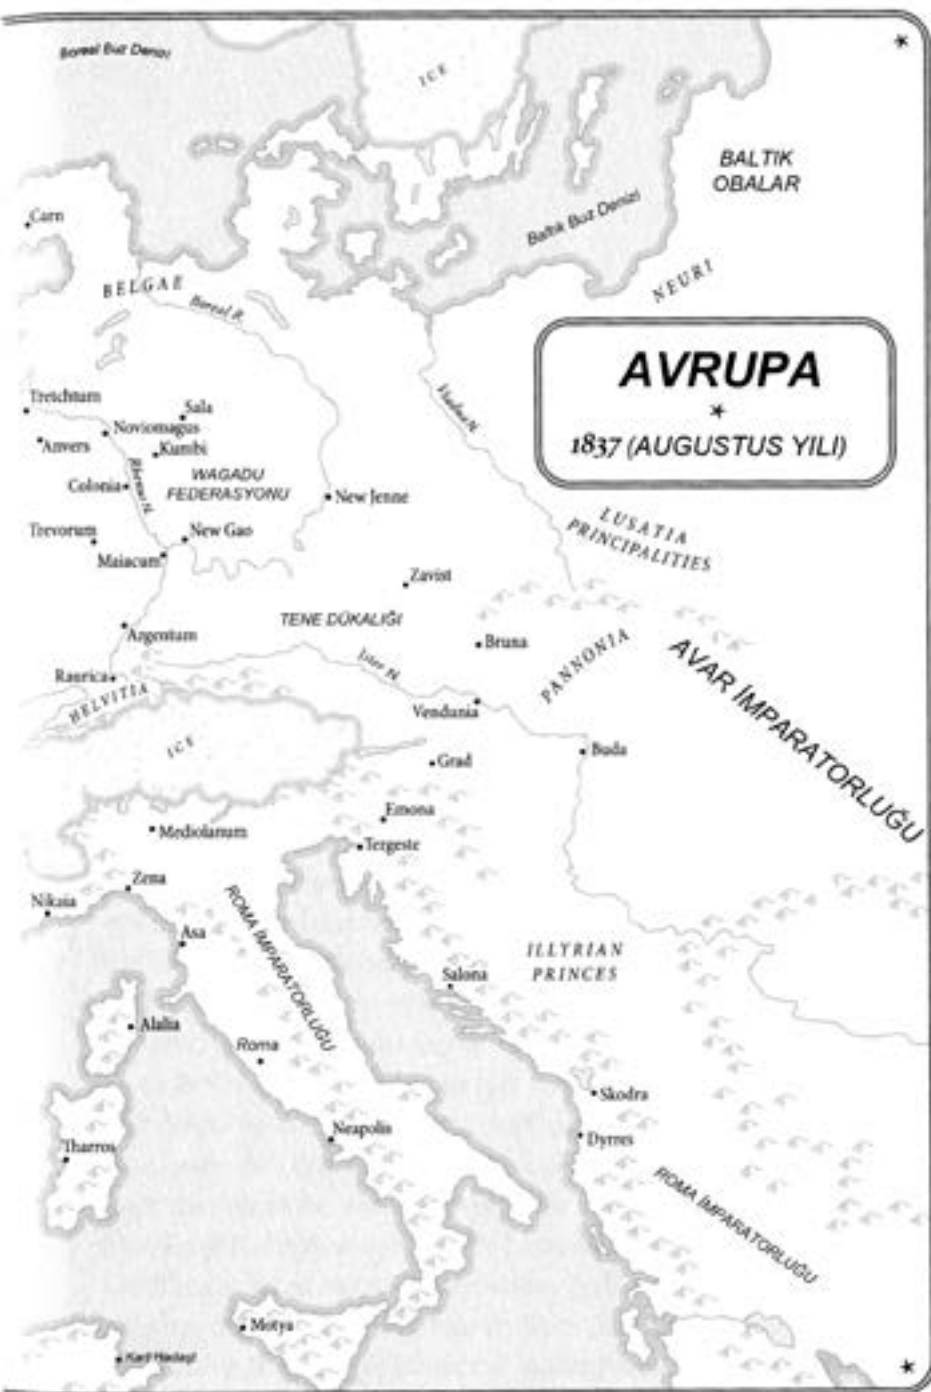 Boreal Buz Denizi
ICE
BALTIK
OBALAR
Carn
Baltık Buz Denizi
NEURI
BELGAE
Boreal R.
AVRUPA
1837 (AUGUSTUS YILI)
Tretchtum
Sala
Noviomagus
Anvers
Kumbi
WAGADU
FEDERASYONU
Colonia
Rhenus N.
New Jenne
LUSATIA
PRINCIPALITIES
Trevorum
New Gao
Maiacum
Zavist
TENE DÜKALIĞI
Argentum
Bruna
PANNONIA
AVAR İMPARATORLUĞU
Raurica
Ister N.
HELVITIA
Vendunia
ICE
Buda
Grad
Emona
Mediolanum
Tergeste
Zena
Nikaia
ROMA İMPARATORLUĞU
Asa
ILLYRIAN
PRINCES
Salona
Alalia
Roma
Skodra
Neapolis
Dyrres
Tharros
ROMA İMPARATORLUĞU
Motya